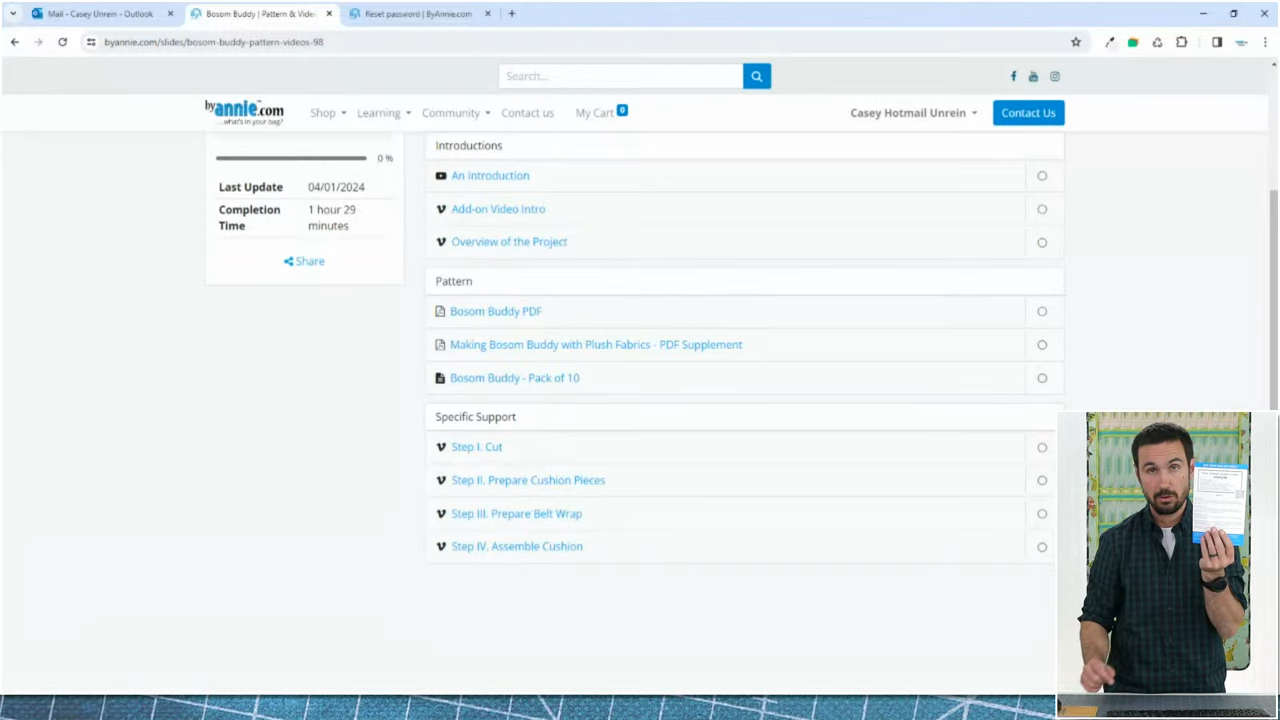 Mail - Casey Unrein - Outlook
Bosom Buddy | Pattern & Vide
Reset password | ByAnnie.com
byannie.com/slides/bosom-buddy-pattern-videos-98
Search...
byannie.com
...what's in your bag?
Shop
Learning
Community
Contact us
My Cart 0
Casey Hotmail Unrein
Contact Us
0 %
Last Update 04/01/2024
Completion Time 1 hour 29 minutes
Share
Introductions
An Introduction
Add-on Video Intro
Overview of the Project
Pattern
Bosom Buddy PDF
Making Bosom Buddy with Plush Fabrics - PDF Supplement
Bosom Buddy - Pack of 10
Specific Support
Step I. Cut
Step II. Prepare Cushion Pieces
Step III. Prepare Belt Wrap
Step IV. Assemble Cushion